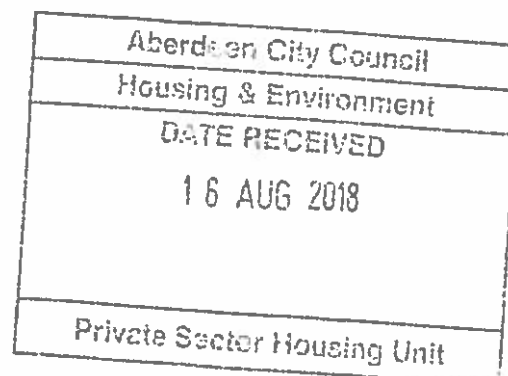 Aberdeen City Council
Housing & Environment
DATE RECEIVED
16 AUG 2018
Private Sector Housing Unit